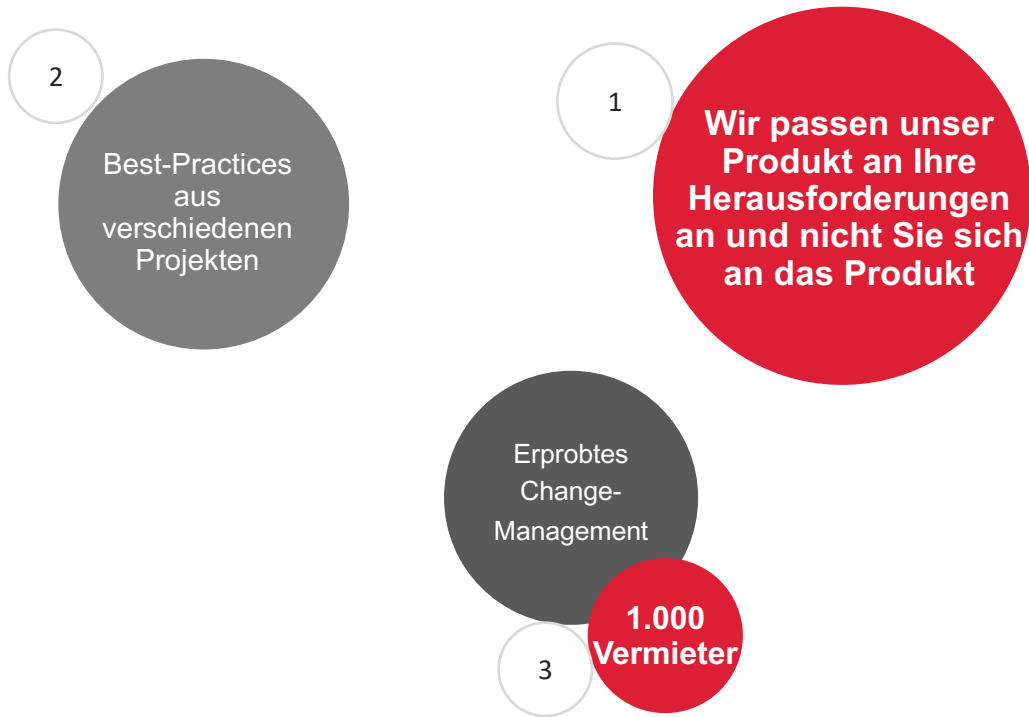 1
Wir passen unser
Produkt an Ihre
Herausforderungen
an und nicht Sie sich
an das Produkt
2
Best-Practices
aus
verschiedenen
Projekten
Erprobtes
Change-
Management
1.000
Vermieter
3